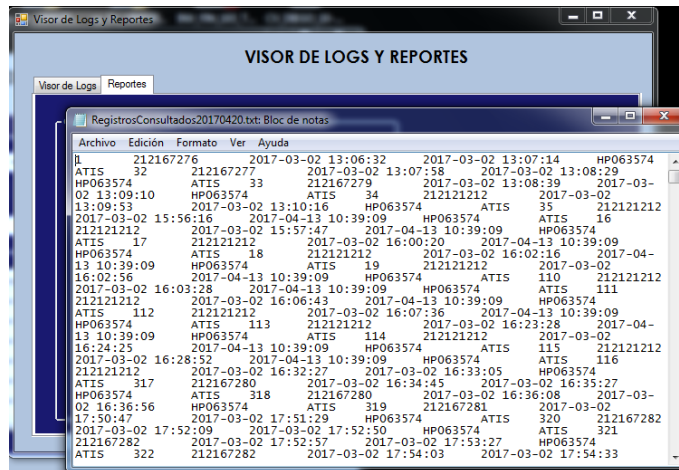 Visor de Logs y Reportes
VISOR DE LOGS Y REPORTES
Visor de Logs Reportes
RegistrosConsultados20170420.txt: Bloc de notas
Archivo Edición Formato Ver Ayuda
1 212167276 2017-03-02 13:06:32 2017-03-02 13:07:14 HP063574
ATIS 32 212167277 2017-03-02 13:07:58 2017-03-02 13:08:29
HP063574 ATIS 33 212167279 2017-03-02 13:08:39 2017-03-
02 13:09:10 HP063574 ATIS 34 212121212 2017-03-02
13:09:53 2017-03-02 13:10:16 HP063574 ATIS 35 212121212
2017-03-02 15:56:16 2017-04-13 10:39:09 HP063574 ATIS 16
212121212 2017-03-02 15:57:47 2017-04-13 10:39:09 HP063574
ATIS 17 212121212 2017-03-02 16:00:20 2017-04-13 10:39:09
HP063574 ATIS 18 212121212 2017-03-02 16:02:16 2017-04-
13 10:39:09 HP063574 ATIS 19 212121212 2017-03-02
16:02:56 2017-04-13 10:39:09 HP063574 ATIS 110 212121212
2017-03-02 16:03:28 2017-04-13 10:39:09 HP063574 ATIS 111
212121212 2017-03-02 16:06:43 2017-04-13 10:39:09 HP063574
ATIS 112 212121212 2017-03-02 16:07:36 2017-04-13 10:39:09
HP063574 ATIS 113 212121212 2017-03-02 16:23:28 2017-04-
13 10:39:09 HP063574 ATIS 114 212121212 2017-03-02
16:24:25 2017-04-13 10:39:09 HP063574 ATIS 115 212121212
2017-03-02 16:28:52 2017-04-13 10:39:09 HP063574 ATIS 116
212121212 2017-03-02 16:32:27 2017-03-02 16:33:05 HP063574
ATIS 317 212167280 2017-03-02 16:34:45 2017-03-02 16:35:27
HP063574 ATIS 318 212167280 2017-03-02 16:36:08 2017-03-
02 16:36:56 HP063574 ATIS 319 212167281 2017-03-02
17:50:47 2017-03-02 17:51:29 HP063574 ATIS 320 212167282
2017-03-02 17:52:09 2017-03-02 17:52:50 HP063574 ATIS 321
212167282 2017-03-02 17:52:57 2017-03-02 17:53:27 HP063574
ATIS 322 212167282 2017-03-02 17:54:03 2017-03-02 17:54:33